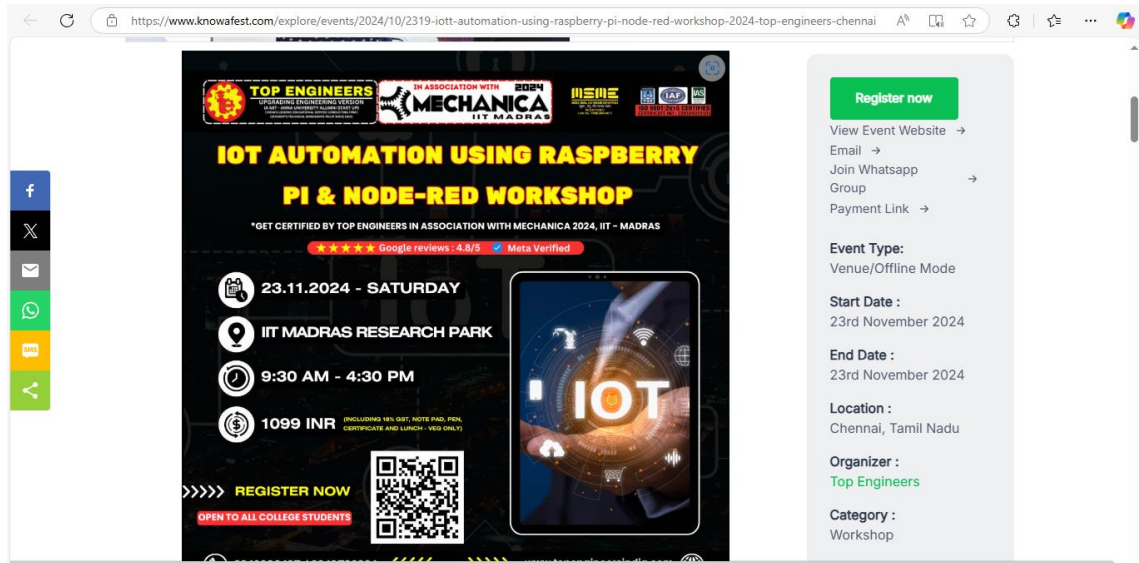 https://www.knowafest.com/explore/events/2024/10/2319-iott-automation-using-raspberry-pi-node-red-workshop-2024-top-engineers-chennai
TOP ENGINEERS
UPGRADING ENGINEERING VERSION
IN ASSOCIATION WITH 2024
MECHANICA
IIT MADRAS
MSME
IAF
IAS
IOT AUTOMATION USING RASPBERRY
PI & NODE-RED WORKSHOP
*GET CERTIFIED BY TOP ENGINEERS IN ASSOCIATION WITH MECHANICA 2024, IIT - MADRAS
Google reviews : 4.8/5 Meta Verified
23.11.2024 - SATURDAY
IIT MADRAS RESEARCH PARK
9:30 AM - 4:30 PM
1099 INR (INCLUDING 18% GST, NOTE PAD, PEN,
CERTIFICATE AND LUNCH - VEG ONLY)
IOT
REGISTER NOW
OPEN TO ALL COLLEGE STUDENTS
Register now
View Event Website →
Email →
Join Whatsapp
Group →
Payment Link →
Event Type:
Venue/Offline Mode
Start Date :
23rd November 2024
End Date :
23rd November 2024
Location :
Chennai, Tamil Nadu
Organizer :
Top Engineers
Category :
Workshop
SMS